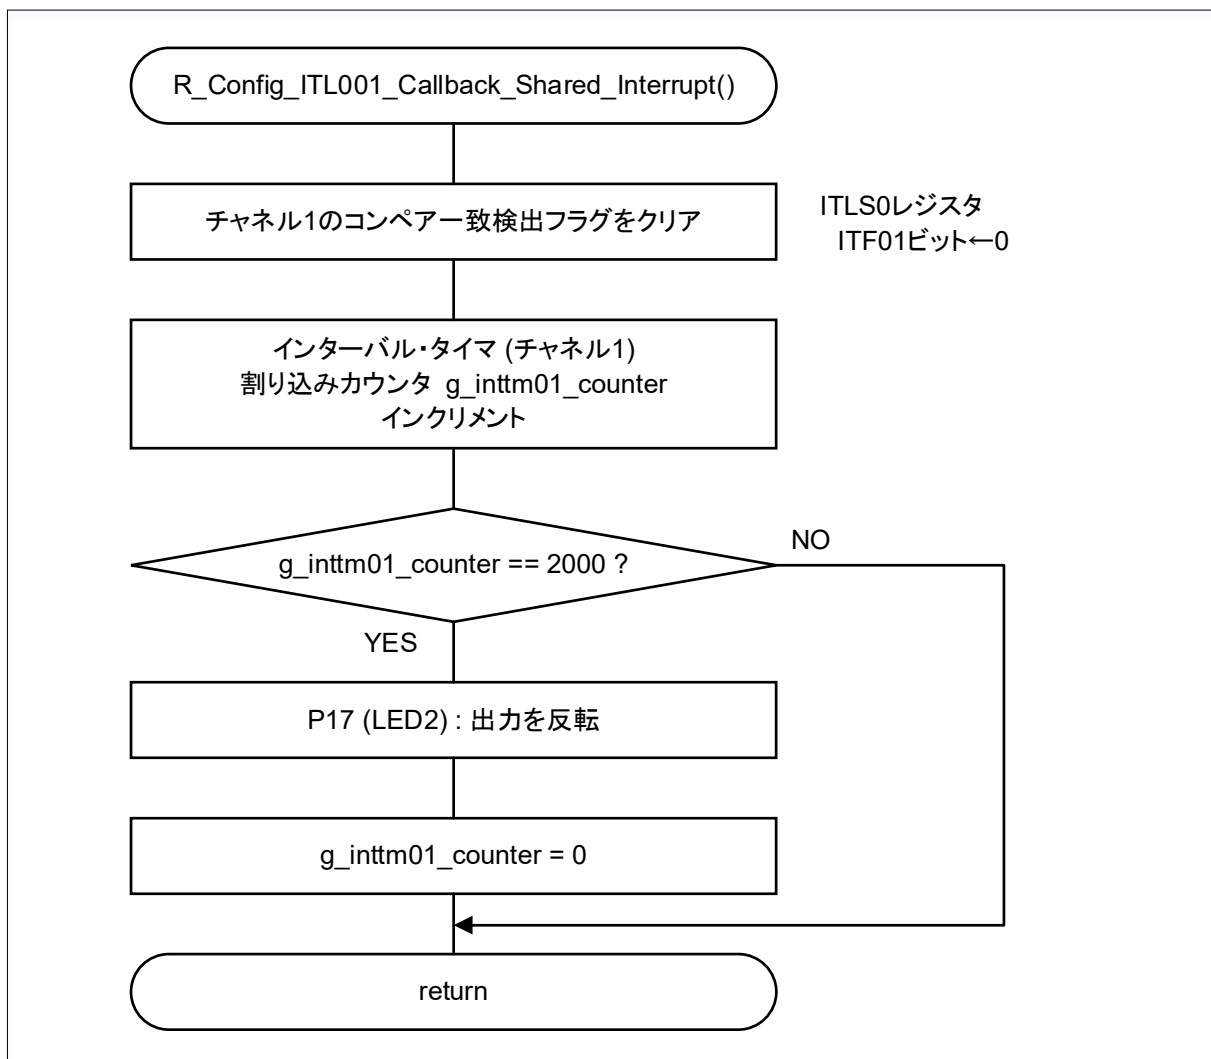 R_Config_ITL001_Callback_Shared_Interrupt()
チャネル1のコンペアー致検出フラグをクリア
ITLS0レジスタ
ITF01ビット←0
インターバル・タイマ (チャネル1)
割り込みカウンタ g_inttm01_counter
インクリメント
g_inttm01_counter == 2000 ?
NO
YES
P17 (LED2) : 出力を反転
g_inttm01_counter = 0
return